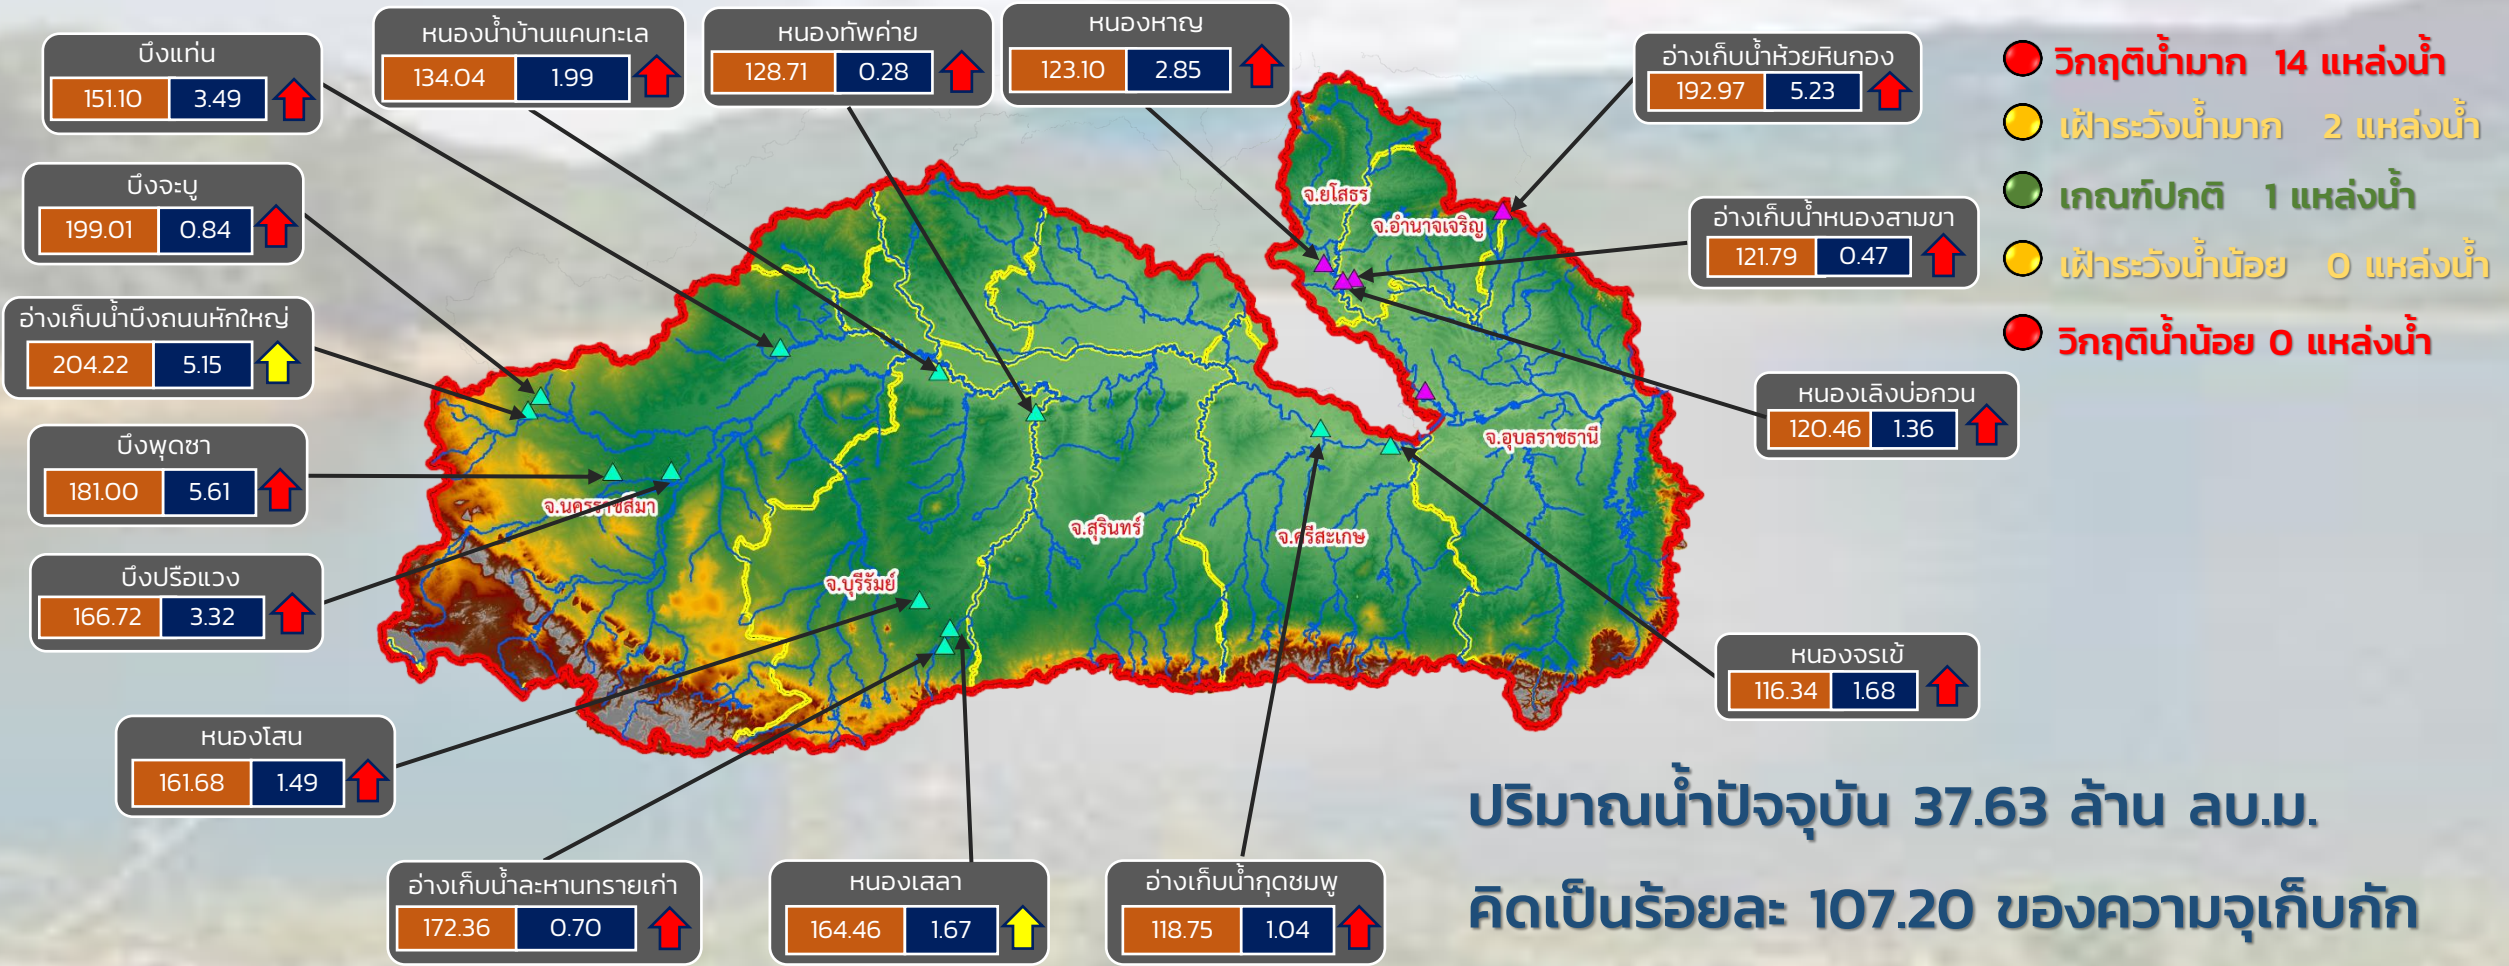 บึงแท่น
151.10 3.49
หนองน้ำบ้านแคนทะเล
134.04 1.99
หนองทัพค่าย
128.71 0.28
หนองหาญ
123.10 2.85
อ่างเก็บน้ำห้วยหินกอง
192.97 5.23
วิกฤติน้ำมาก 14 แหล่งน้ำ
เฝ้าระวังน้ำมาก 2 แหล่งน้ำ
เกณฑ์ปกติ 1 แหล่งน้ำ
เฝ้าระวังน้ำน้อย 0 แหล่งน้ำ
วิกฤติน้ำน้อย 0 แหล่งน้ำ
บึงจะบู
199.01 0.84
อ่างเก็บน้ำหนองสามขา
121.79 0.47
อ่างเก็บน้ำบึงถนนหักใหญ่
204.22 5.15
บึงพุดซา
181.00 5.61
หนองเลิงบ่อกวน
120.46 1.36
บึงปรือแวง
166.72 3.32
หนองจรเข้
116.34 1.68
หนองโสน
161.68 1.49
อ่างเก็บน้ำละหานทรายเก่า
172.36 0.70
หนองเสลา
164.46 1.67
อ่างเก็บน้ำกุดชมพู
118.75 1.04
จ.ยโสธร
จ.อำนาจเจริญ
จ.อุบลราชธานี
จ.นครราชสีมา
จ.สุรินทร์
จ.ศรีสะเกษ
จ.บุรีรัมย์
ปริมาณน้ำปัจจุบัน 37.63 ล้าน ลบ.ม.
คิดเป็นร้อยละ 107.20 ของความจุเก็บกัก